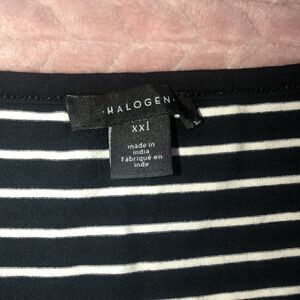 ·HALOGEN·
xxl
made in
india
fabriqué en
inde